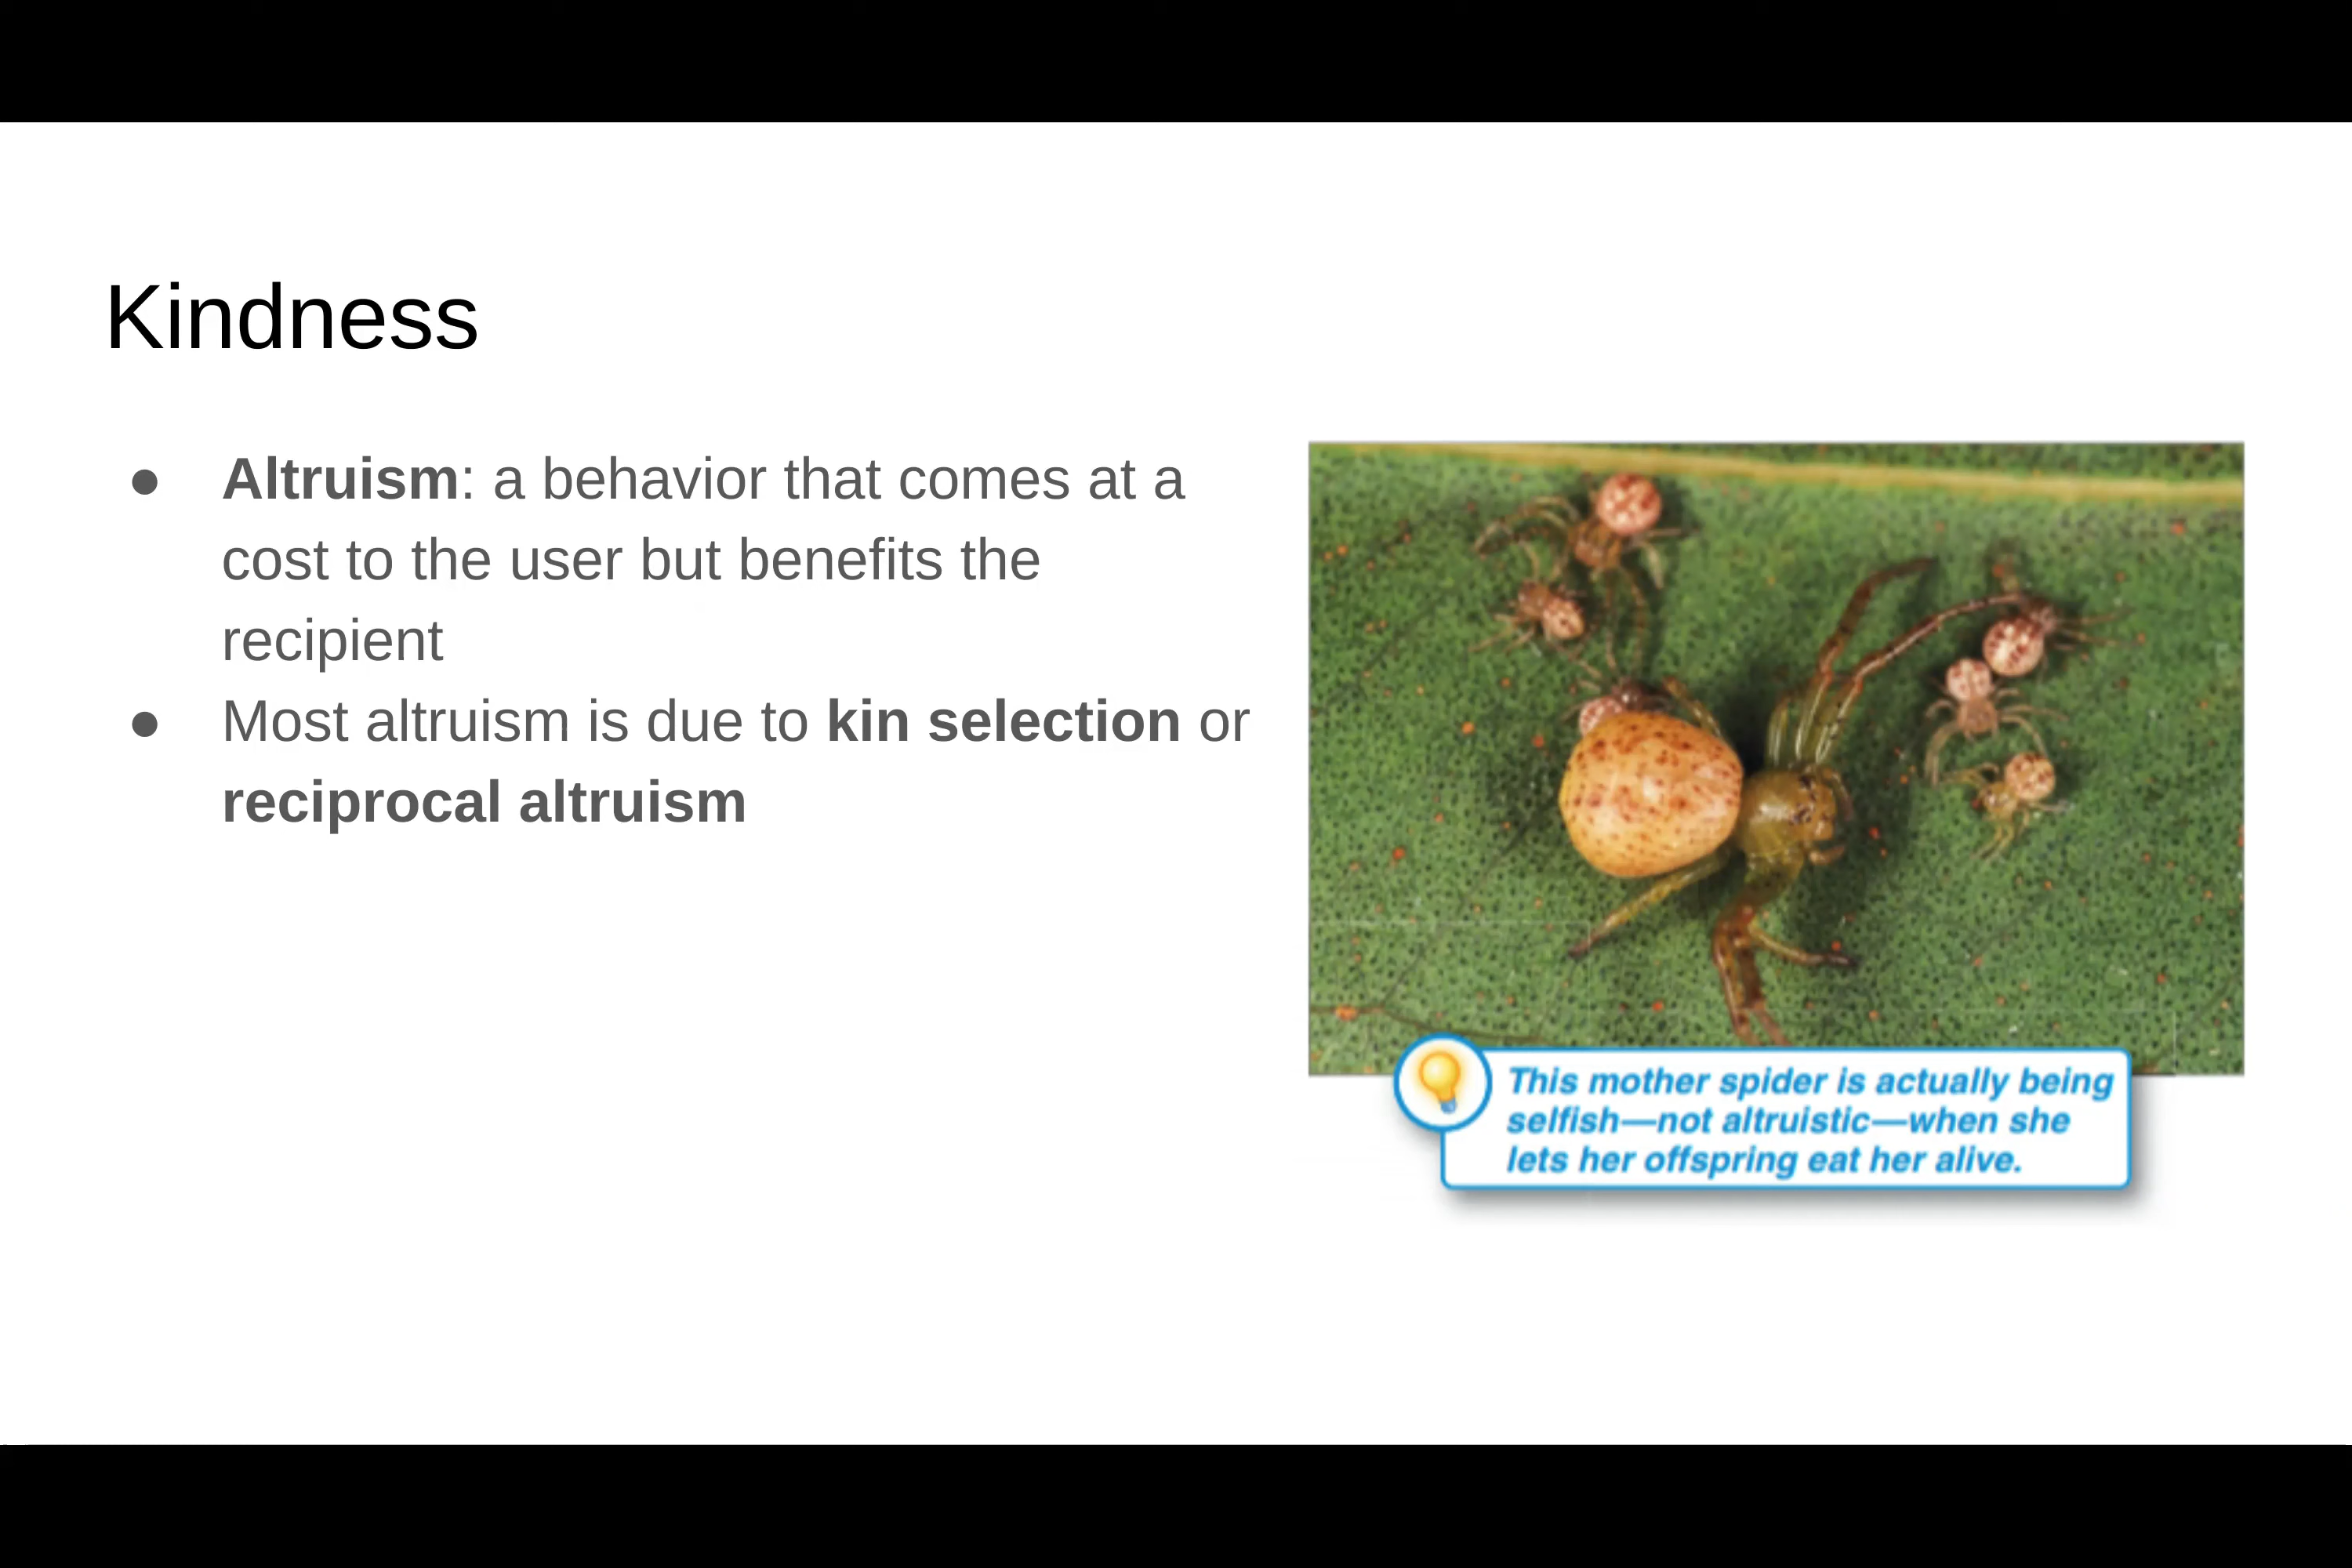 Kindness
● Altruism: a behavior that comes at a
cost to the user but benefits the
recipient
● Most altruism is due to kin selection or
reciprocal altruism
This mother spider is actually being
selfish—not altruistic—when she
lets her offspring eat her alive.